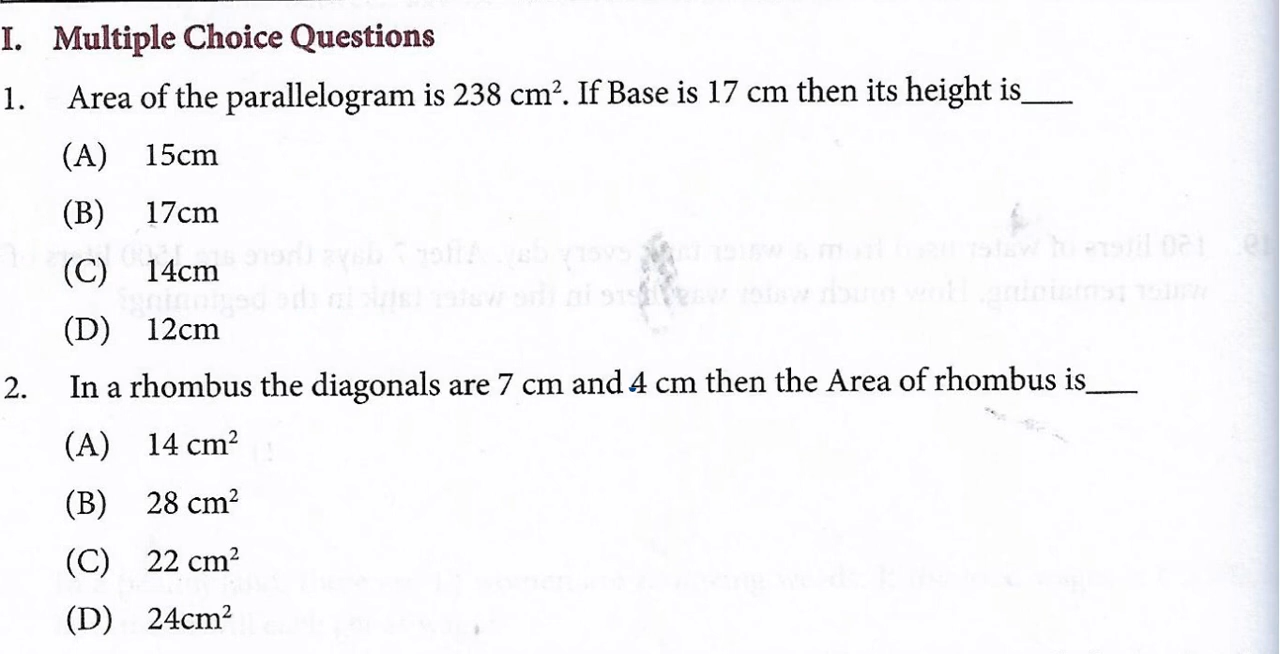 I. Multiple Choice Questions
1. Area of the parallelogram is 238 cm². If Base is 17 cm then its height is___
(A) 15cm
(B) 17cm
(C) 14cm
(D) 12cm
2. In a rhombus the diagonals are 7 cm and 4 cm then the Area of rhombus is___
(A) 14 cm²
(B) 28 cm²
(C) 22 cm²
(D) 24cm²